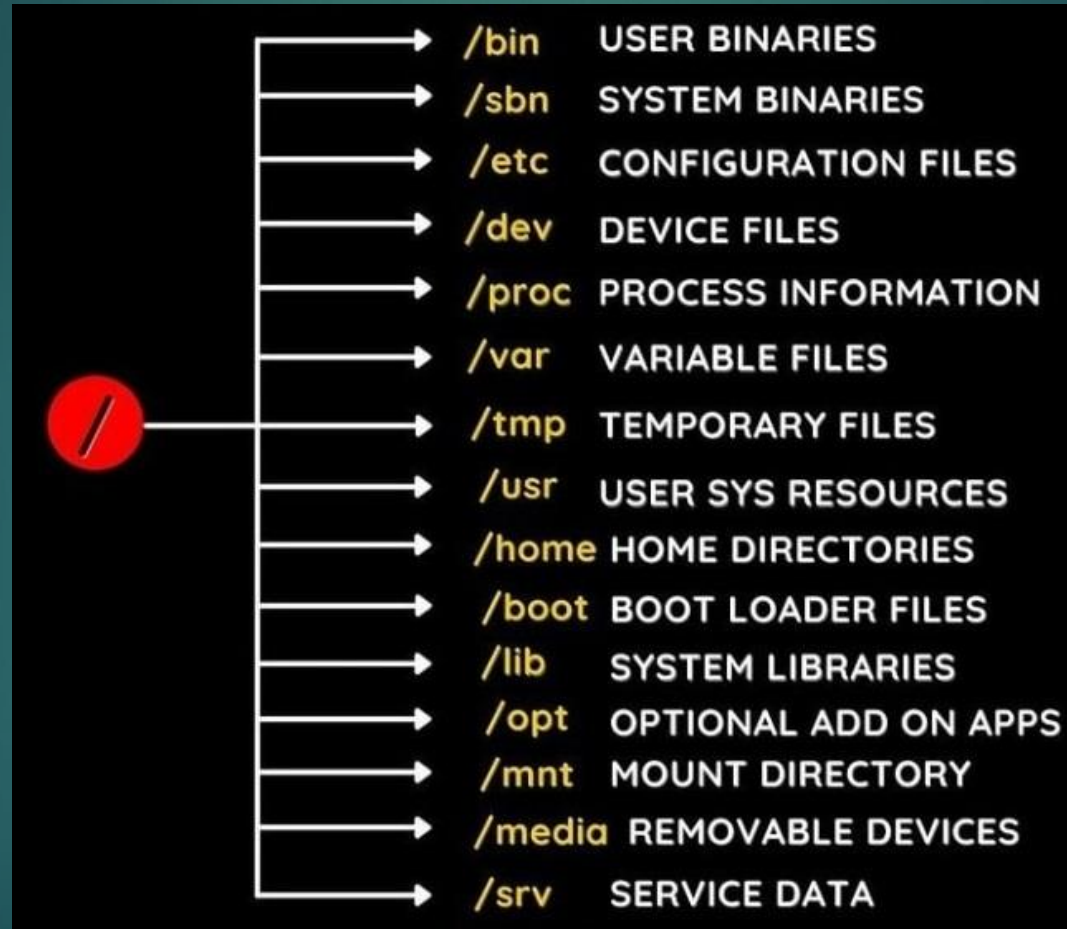 /bin USER BINARIES
/sbn SYSTEM BINARIES
/etc CONFIGURATION FILES
/dev DEVICE FILES
/proc PROCESS INFORMATION
/var VARIABLE FILES
/
/tmp TEMPORARY FILES
/usr USER SYS RESOURCES
/home HOME DIRECTORIES
/boot BOOT LOADER FILES
/lib SYSTEM LIBRARIES
/opt OPTIONAL ADD ON APPS
/mnt MOUNT DIRECTORY
/media REMOVABLE DEVICES
/srv SERVICE DATA